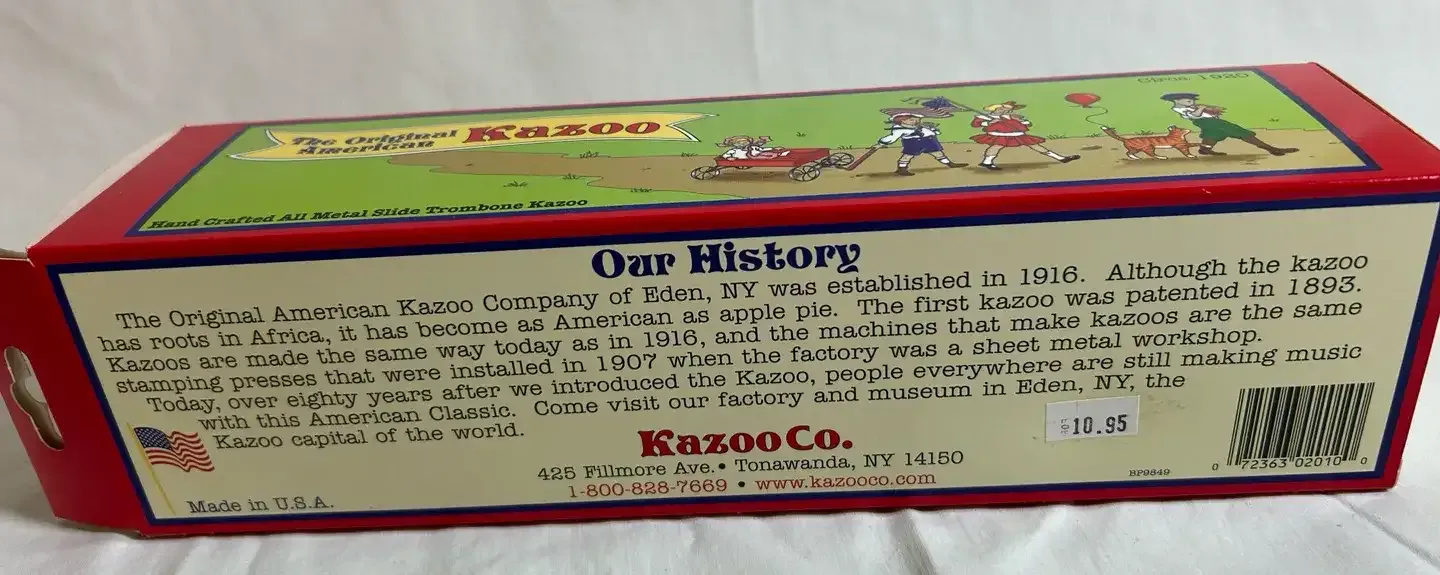 Circa 1920
The Original
American
Kazoo
Hand Crafted All Metal Slide Trombone Kazoo
Our History
The Original American Kazoo Company of Eden, NY was established in 1916. Although the kazoo
has roots in Africa, it has become as American as apple pie. The first kazoo was patented in 1893.
Kazoos are made the same way today as in 1916, and the machines that make kazoos are the same
stamping presses that were installed in 1907 when the factory was a sheet metal workshop.
Today, over eighty years after we introduced the Kazoo, people everywhere are still making music
with this American Classic. Come visit our factory and museum in Eden, NY, the
Kazoo capital of the world.
Kazoo Co.
425 Fillmore Ave. • Tonawanda, NY 14150
1-800-828-7669 • www.kazooco.com
Made in U.S.A.
10.95
BP9849
0 72363 02010 0